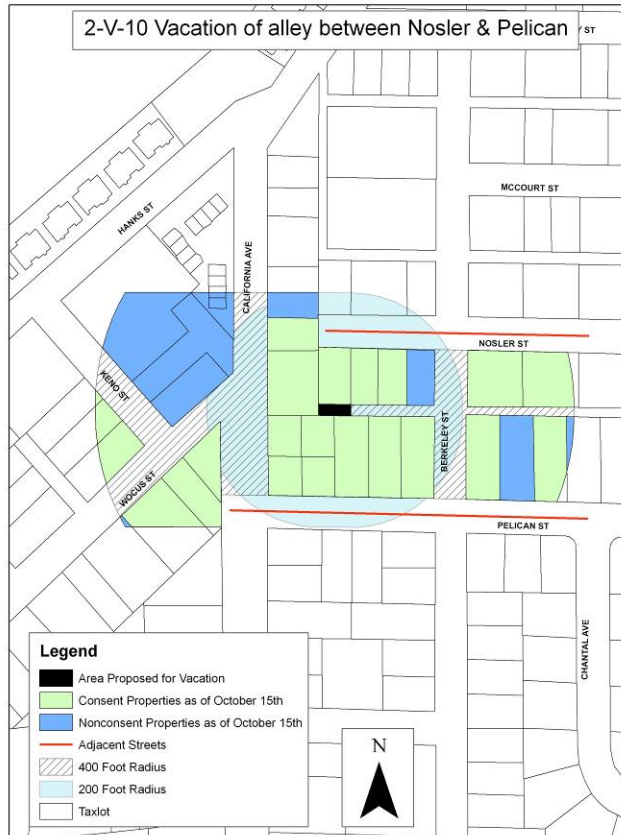 2-V-10 Vacation of alley between Nosler & Pelican
Y ST
MCCOURT ST
HANKS ST
CALIFORNIA AVE
NOSLER ST
KENO ST
BERKELEY ST
WOCUS ST
PELICAN ST
CHANTAL AVE
Legend
Area Proposed for Vacation
Consent Properties as of October 15th
Nonconsent Properties as of October 15th
Adjacent Streets
400 Foot Radius
200 Foot Radius
Taxlot
N